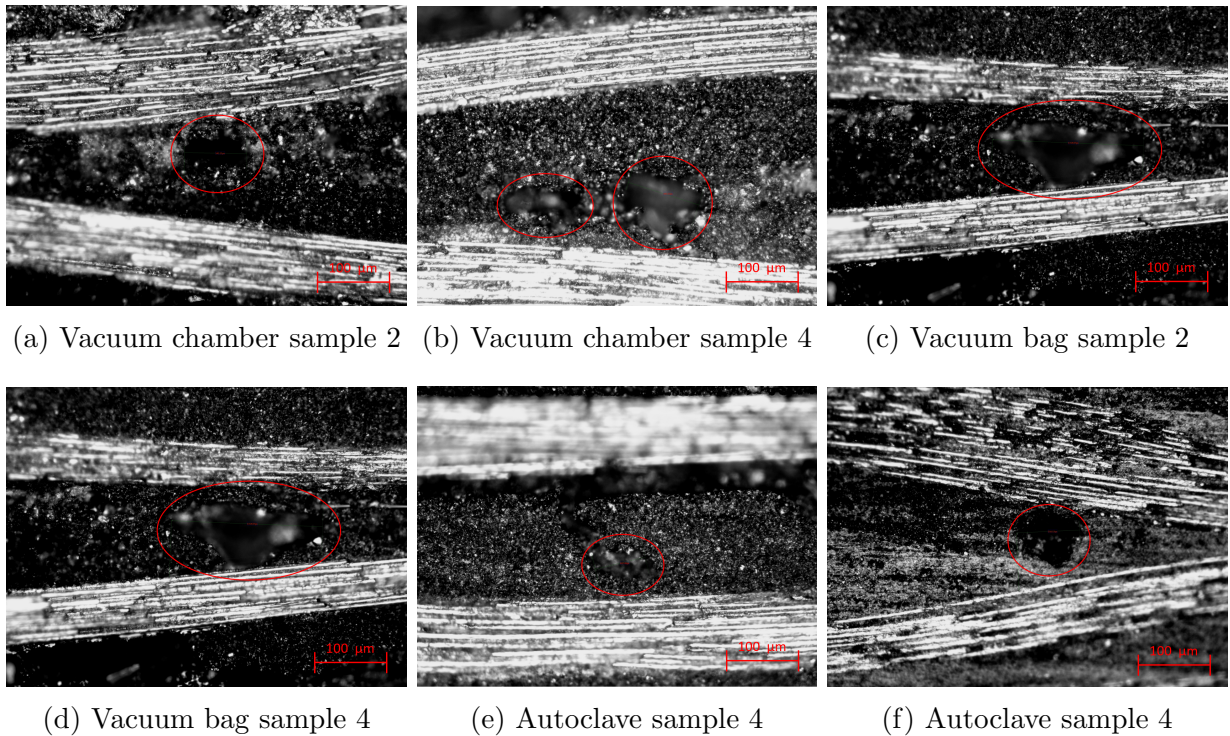 100 µm
100 µm
100 µm
(a) Vacuum chamber sample 2
(b) Vacuum chamber sample 4
(c) Vacuum bag sample 2
100 µm
100 µm
100 µm
(d) Vacuum bag sample 4
(e) Autoclave sample 4
(f) Autoclave sample 4